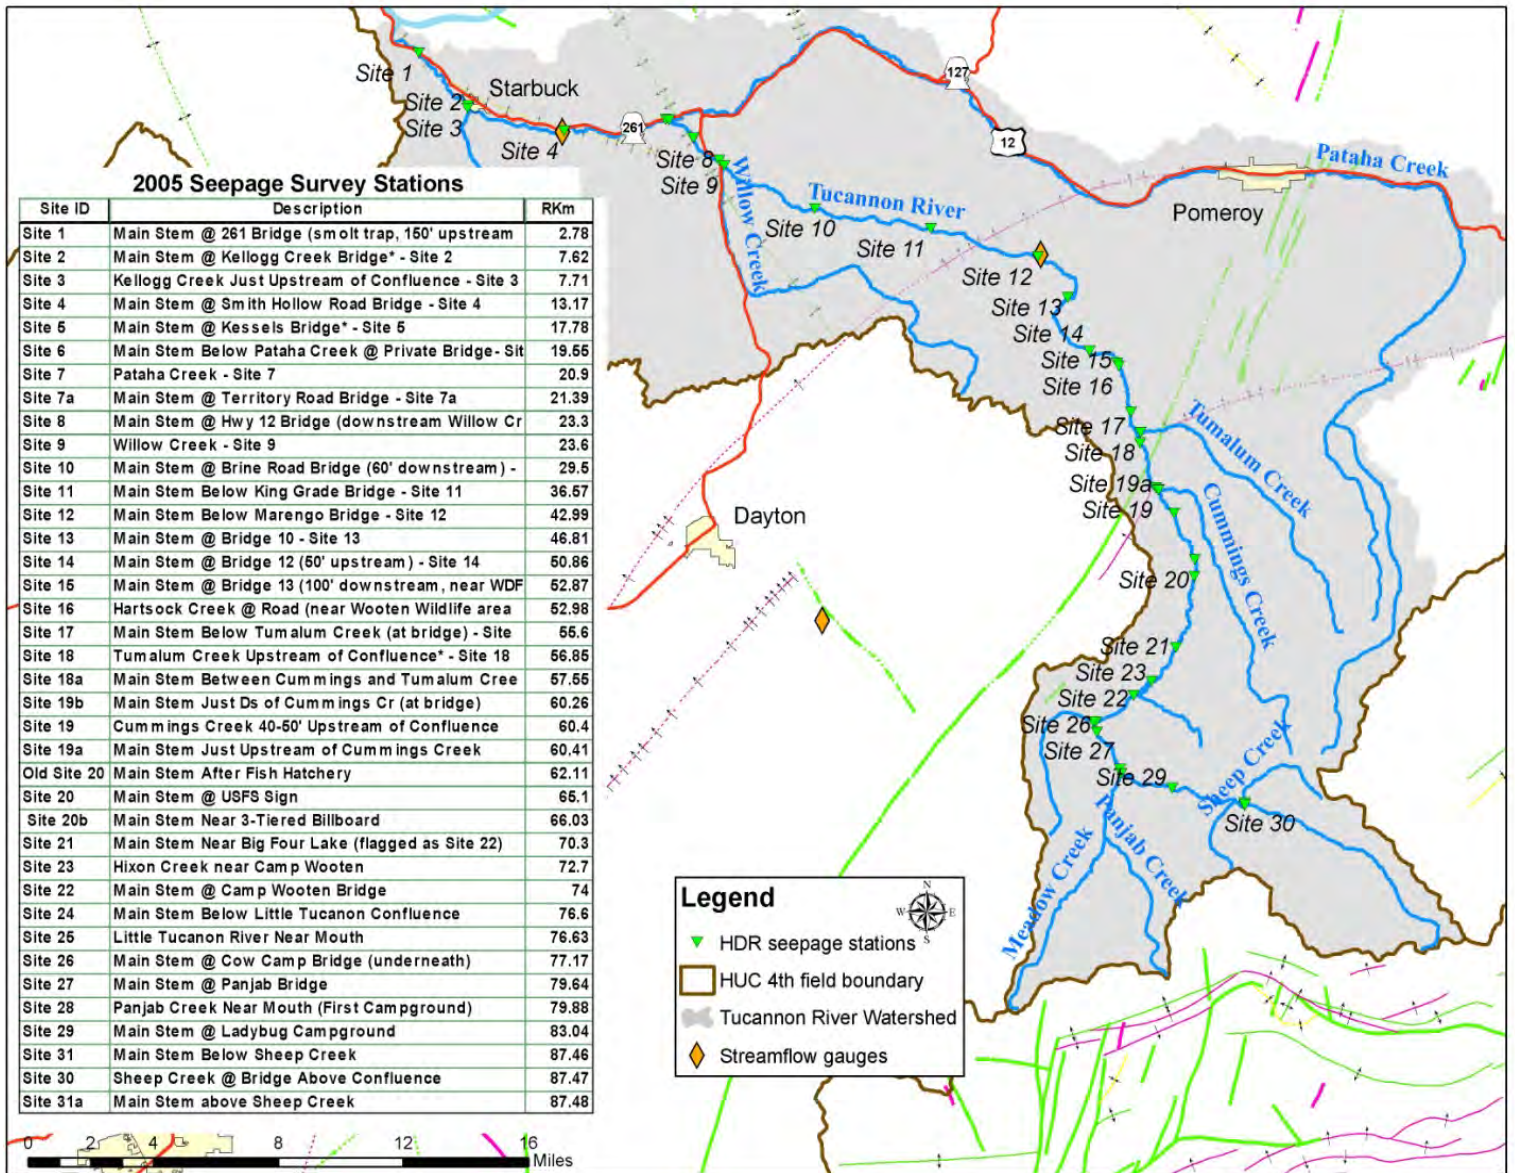 Site 1
Site 2
Starbuck
Site 3
Site 4
261
127
12
Site 8
Site 9
Willow Creek
Tucannon River
Pataha Creek
Pomeroy
Site 10
Site 11
Site 12
Site 13
Site 14
Site 15
Site 16
Site 17
Site 18
Tumalum Creek
Site 19a
Site 19
Cummings Creek
Dayton
Site 20
Site 21
Site 23
Site 22
Site 26
Site 27
Site 29
Sheep Creek
Site 30
Panjab Creek
Meadow Creek
2005 Seepage Survey Stations
Site ID Description RKm
Site 1 Main Stem @ 261 Bridge (smolt trap, 150' upstream 2.78
Site 2 Main Stem @ Kellogg Creek Bridge* - Site 2 7.62
Site 3 Kellogg Creek Just Upstream of Confluence - Site 3 7.71
Site 4 Main Stem @ Smith Hollow Road Bridge - Site 4 13.17
Site 5 Main Stem @ Kessels Bridge* - Site 5 17.78
Site 6 Main Stem Below Pataha Creek @ Private Bridge- Sit 19.55
Site 7 Pataha Creek - Site 7 20.9
Site 7a Main Stem @ Territory Road Bridge - Site 7a 21.39
Site 8 Main Stem @ Hwy 12 Bridge (downstream Willow Cr 23.3
Site 9 Willow Creek - Site 9 23.6
Site 10 Main Stem @ Brine Road Bridge (60' downstream) - 29.5
Site 11 Main Stem Below King Grade Bridge - Site 11 36.57
Site 12 Main Stem Below Marengo Bridge - Site 12 42.99
Site 13 Main Stem @ Bridge 10 - Site 13 46.81
Site 14 Main Stem @ Bridge 12 (50' upstream) - Site 14 50.86
Site 15 Main Stem @ Bridge 13 (100' downstream, near WDF 52.87
Site 16 Hartsock Creek @ Road (near Wooten Wildlife area 52.98
Site 17 Main Stem Below Tumalum Creek (at bridge) - Site 55.6
Site 18 Tumalum Creek Upstream of Confluence* - Site 18 56.85
Site 18a Main Stem Between Cummings and Tumalum Cree 57.55
Site 19b Main Stem Just Ds of Cummings Cr (at bridge) 60.26
Site 19 Cummings Creek 40-50' Upstream of Confluence 60.4
Site 19a Main Stem Just Upstream of Cummings Creek 60.41
Old Site 20 Main Stem After Fish Hatchery 62.11
Site 20 Main Stem @ USFS Sign 65.1
Site 20b Main Stem Near 3-Tiered Billboard 66.03
Site 21 Main Stem Near Big Four Lake (flagged as Site 22) 70.3
Site 23 Hixon Creek near Camp Wooten 72.7
Site 22 Main Stem @ Camp Wooten Bridge 74
Site 24 Main Stem Below Little Tucanon Confluence 76.6
Site 25 Little Tucanon River Near Mouth 76.63
Site 26 Main Stem @ Cow Camp Bridge (underneath) 77.17
Site 27 Main Stem @ Panjab Bridge 79.64
Site 28 Panjab Creek Near Mouth (First Campground) 79.88
Site 29 Main Stem @ Ladybug Campground 83.04
Site 31 Main Stem Below Sheep Creek 87.46
Site 30 Sheep Creek @ Bridge Above Confluence 87.47
Site 31a Main Stem above Sheep Creek 87.48
Legend
N
W E
S
HDR seepage stations
HUC 4th field boundary
Tucannon River Watershed
Streamflow gauges
0 2 4 8 12 16
Miles